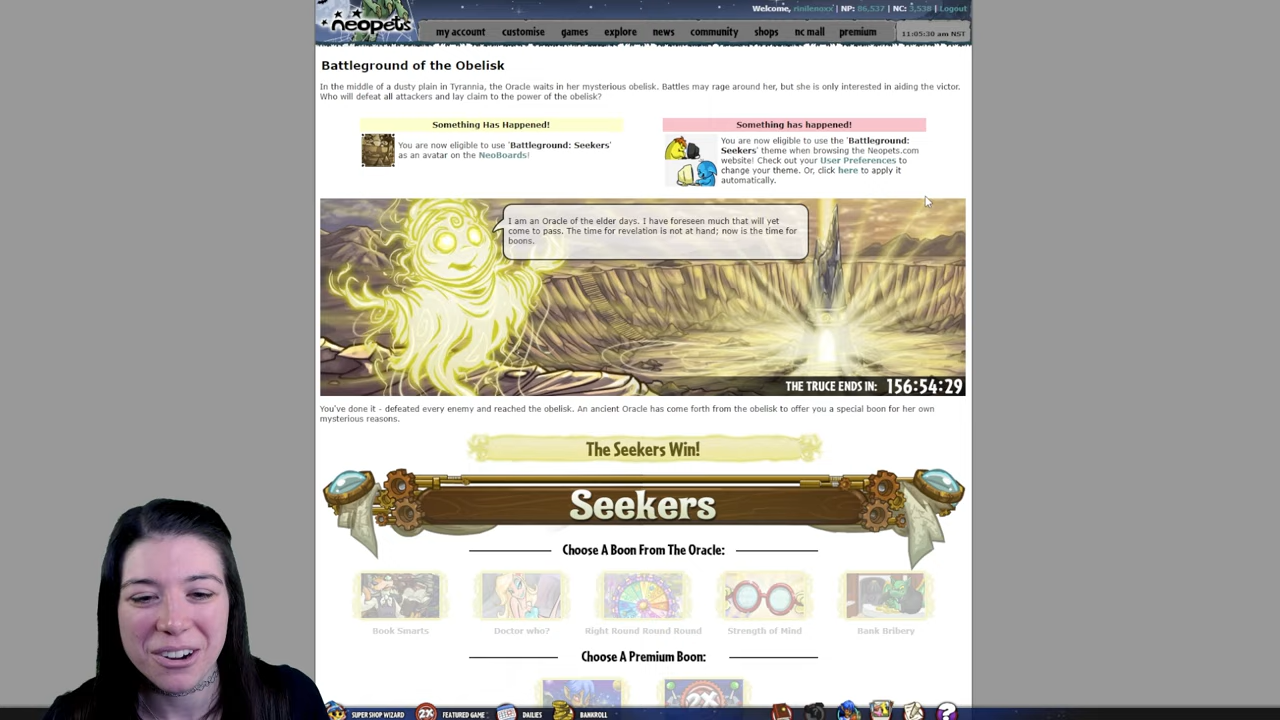 Welcome, rinilenoxx | NP: 86,537 | NC: 3,538 | Logout
neopets
my account customise games explore news community shops nc mall premium
11:05:30 am NST
Battleground of the Obelisk
In the middle of a dusty plain in Tyrannia, the Oracle waits in her mysterious obelisk. Battles may rage around her, but she is only interested in aiding the victor.
Who will defeat all attackers and lay claim to the power of the obelisk?
Something Has Happened!
You are now eligible to use 'Battleground: Seekers'
as an avatar on the NeoBoards!
Something has happened!
You are now eligible to use the 'Battleground:
Seekers' theme when browsing the Neopets.com
website! Check out your User Preferences to
change your theme. Or, click here to apply it
automatically.
I am an Oracle of the elder days. I have foreseen much that will yet
come to pass. The time for revelation is not at hand; now is the time for
boons.
THE TRUCE ENDS IN: 156:54:29
You've done it - defeated every enemy and reached the obelisk. An ancient Oracle has come forth from the obelisk to offer you a special boon for her own
mysterious reasons.
The Seekers Win!
Seekers
Choose A Boon From The Oracle:
Book Smarts Doctor who? Right Round Round Round Strength of Mind Bank Bribery
Choose A Premium Boon:
2X
SUPER SHOP WIZARD 2X FEATURED GAME DAILIES BANKROLL ?